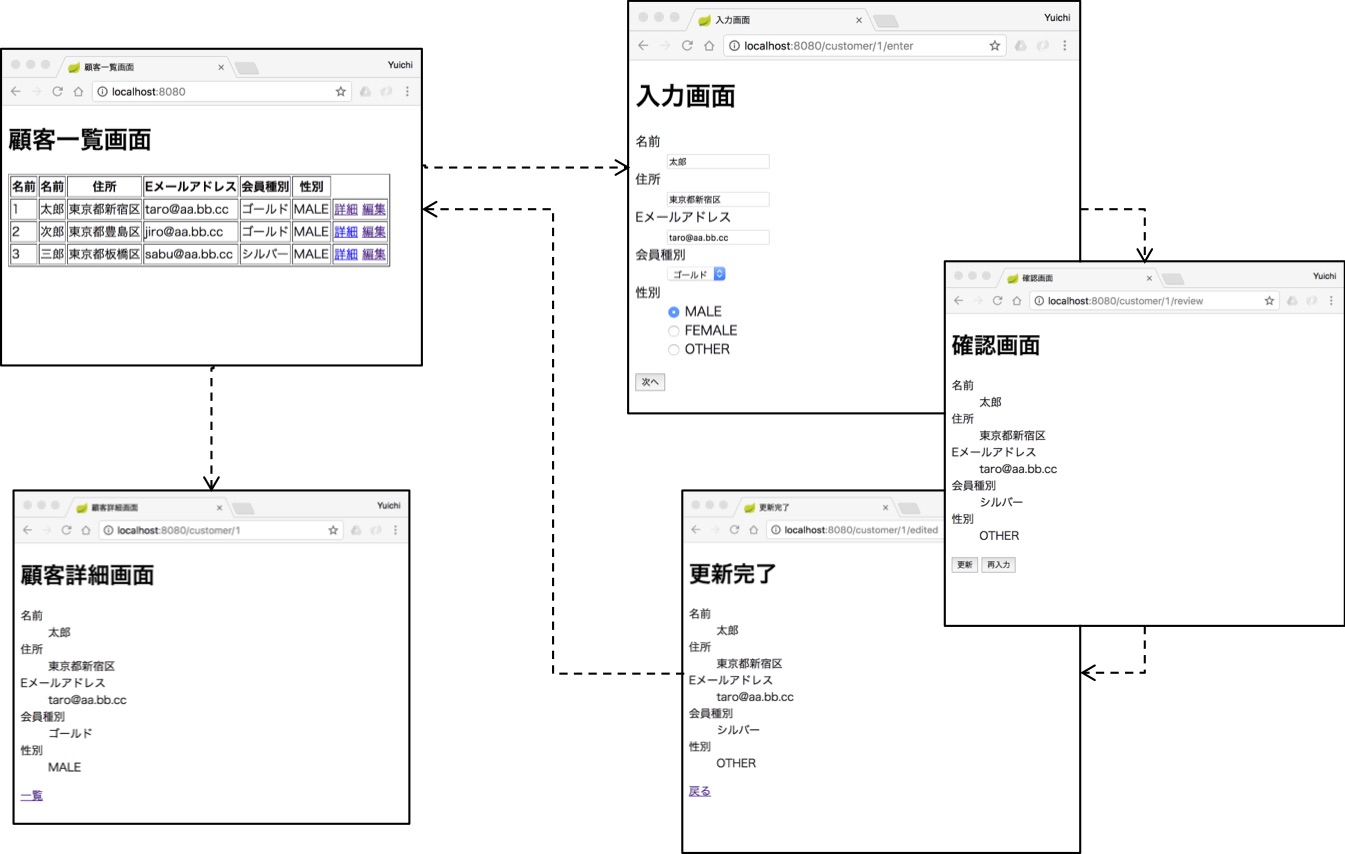 顧客一覧画面
Yuichi
localhost:8080
顧客一覧画面
名前 名前 住所 Eメールアドレス 会員種別 性別
1 太郎 東京都新宿区 taro@aa.bb.cc ゴールド MALE 詳細 編集
2 次郎 東京都豊島区 jiro@aa.bb.cc ゴールド MALE 詳細 編集
3 三郎 東京都板橋区 sabu@aa.bb.cc シルバー MALE 詳細 編集
入力画面
Yuichi
localhost:8080/customer/1/enter
入力画面
名前
太郎
住所
東京都新宿区
Eメールアドレス
taro@aa.bb.cc
会員種別
ゴールド
性別
MALE
FEMALE
OTHER
次へ
確認画面
Yuichi
localhost:8080/customer/1/review
確認画面
名前
太郎
住所
東京都新宿区
Eメールアドレス
taro@aa.bb.cc
会員種別
シルバー
性別
OTHER
更新 再入力
顧客詳細画面
Yuichi
localhost:8080/customer/1
顧客詳細画面
名前
太郎
住所
東京都新宿区
Eメールアドレス
taro@aa.bb.cc
会員種別
ゴールド
性別
MALE
一覧
更新完了
localhost:8080/customer/1/edited
更新完了
名前
太郎
住所
東京都新宿区
Eメールアドレス
taro@aa.bb.cc
会員種別
シルバー
性別
OTHER
戻る